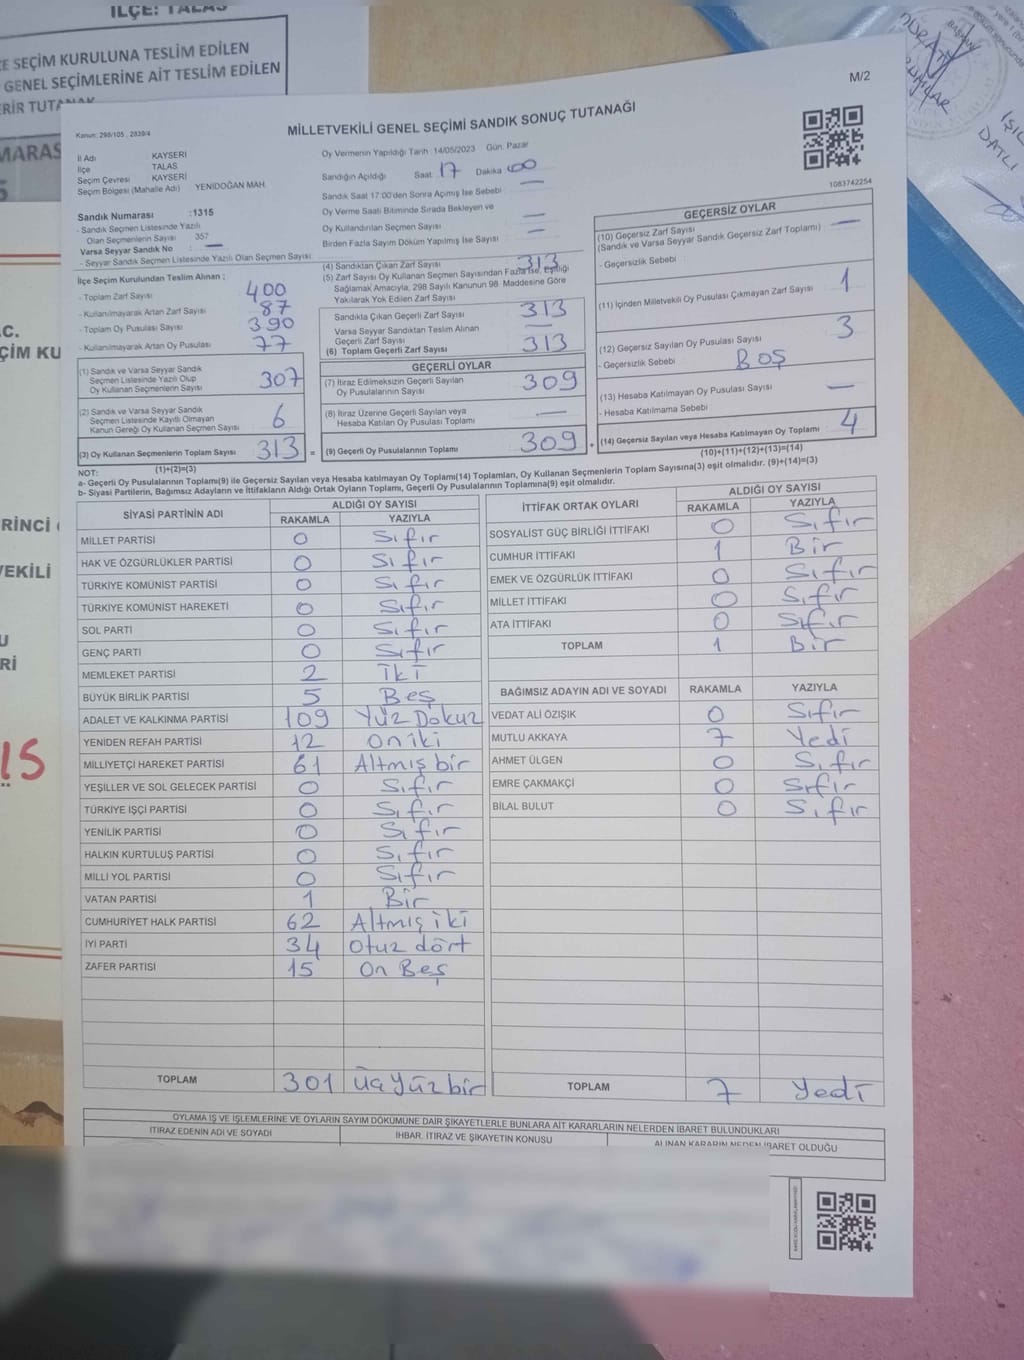 İLÇE: TALAS
E SEÇİM KURULUNA TESLİM EDİLEN
GENEL SEÇİMLERİNE AİT TESLİM EDİLEN
RİR TUTANAK
MARAS
M/2
Kanun: 298/105 , 2839/4
MİLLETVEKİLİ GENEL SEÇİMİ SANDIK SONUÇ TUTANAĞI
1083742254
İl Adı KAYSERİ
İlçe TALAS
Seçim Çevresi KAYSERİ
Seçim Bölgesi (Mahalle Adı) YENİDOĞAN MAH.
Sandık Numarası :1315
- Sandık Seçmen Listesinde Yazılı
Olan Seçmenlerin Sayısı 357
Varsa Seyyar Sandık No : —
- Seyyar Sandık Seçmen Listesinde Yazılı Olan Seçmen Sayısı:
Oy Vermenin Yapıldığı Tarih :14/05/2023 Gün: Pazar
Sandığın Açıldığı Saat: 17 Dakika: 00
Sandık Saat 17:00'den Sonra Açımış İse Sebebi —
Oy Verme Saati Bitiminde Sırada Bekleyen ve
Oy Kullandırılan Seçmen Sayısı —
Birden Fazla Sayım Döküm Yapılmış İse Sayısı —
İlçe Seçim Kurulundan Teslim Alınan :
- Toplam Zarf Sayısı 400
- Kullanılmayarak Artan Zarf Sayısı 87
- Toplam Oy Pusulası Sayısı 390
- Kullanılmayarak Artan Oy Pusulası 77
(1) Sandık ve Varsa Seyyar Sandık
Seçmen Listesinde Yazılı Olup
Oy Kullanan Seçmenlerin Sayısı 307
(2) Sandık ve Varsa Seyyar Sandık
Seçmen Listesinde Kayıtlı Olmayan
Kanun Gereği Oy Kullanan Seçmen Sayısı 6
(3) Oy Kullanan Seçmenlerin Toplam Sayısı 313 =
(1)+(2)=(3)
(4) Sandıktan Çıkan Zarf Sayısı 313
(5) Zarf Sayısı Oy Kullanan Seçmen Sayısından Fazla İse, Eşitliği
Sağlamak Amacıyla, 298 Sayılı Kanunun 98. Maddesine Göre
Yakılarak Yok Edilen Zarf Sayısı
Sandıkta Çıkan Geçerli Zarf Sayısı 313
Varsa Seyyar Sandıktan Teslim Alınan
Geçerli Zarf Sayısı —
(6) Toplam Geçerli Zarf Sayısı 313
GEÇERLİ OYLAR
(7) İtiraz Edilmeksizin Geçerli Sayılan
Oy Pusulalarının Sayısı 309
(8) İtiraz Üzerine Geçerli Sayılan veya
Hesaba Katılan Oy Pusulası Toplamı —
(9) Geçerli Oy Pusulalarının Toplamı 309 +
GEÇERSİZ OYLAR
(10) Geçersiz Zarf Sayısı —
(Sandık ve Varsa Seyyar Sandık Geçersiz Zarf Toplamı)
- Geçersizlik Sebebi :
(11) İçinden Milletvekili Oy Pusulası Çıkmayan Zarf Sayısı 1
(12) Geçersiz Sayılan Oy Pusulası Sayısı 3
- Geçersizlik Sebebi : BOŞ
(13) Hesaba Katılmayan Oy Pusulası Sayısı —
- Hesaba Katılmama Sebebi
(14) Geçersiz Sayılan veya Hesaba Katılmayan Oy Toplamı 4
(10)+(11)+(12)+(13)=(14)
NOT:
a- Geçerli Oy Pusulalarının Toplamı(9) ile Geçersiz Sayılan veya Hesaba katılmayan Oy Toplamı(14) Toplamları, Oy Kullanan Seçmenlerin Toplam Sayısına(3) eşit olmalıdır. (9)+(14)=(3)
b- Siyasi Partilerin, Bağımsız Adayların ve İttifakların Aldığı Ortak Oyların Toplamı, Geçerli Oy Pusulalarının Toplamına(9) eşit olmalıdır.
SİYASİ PARTİNİN ADI ALDIĞI OY SAYISI
RAKAMLA YAZIYLA
MİLLET PARTİSİ 0 Sıfır
HAK VE ÖZGÜRLÜKLER PARTİSİ 0 Sıfır
TÜRKİYE KOMÜNİST PARTİSİ 0 Sıfır
TÜRKİYE KOMÜNİST HAREKETİ 0 Sıfır
SOL PARTİ 0 Sıfır
GENÇ PARTİ 0 Sıfır
MEMLEKET PARTİSİ 2 İki
BÜYÜK BİRLİK PARTİSİ 5 Beş
ADALET VE KALKINMA PARTİSİ 109 Yüz Dokuz
YENİDEN REFAH PARTİSİ 12 on iki
MİLLİYETÇİ HAREKET PARTİSİ 61 Altmış bir
YEŞİLLER VE SOL GELECEK PARTİSİ 0 Sıfır
TÜRKİYE İŞÇİ PARTİSİ 0 Sıfır
YENİLİK PARTİSİ 0 Sıfır
HALKIN KURTULUŞ PARTİSİ 0 Sıfır
MİLLİ YOL PARTİSİ 0 Sıfır
VATAN PARTİSİ 1 Bir
CUMHURİYET HALK PARTİSİ 62 Altmış iki
İYİ PARTİ 34 Otuz dört
ZAFER PARTİSİ 15 On Beş
TOPLAM 301 üçyüzbir
İTTİFAK ORTAK OYLARI ALDIĞI OY SAYISI
RAKAMLA YAZIYLA
SOSYALİST GÜÇ BİRLİĞİ İTTİFAKI 0 Sıfır
CUMHUR İTTİFAKI 1 Bir
EMEK VE ÖZGÜRLÜK İTTİFAKI 0 Sıfır
MİLLET İTTİFAKI 0 Sıfır
ATA İTTİFAKI 0 Sıfır
TOPLAM 1 Bir
BAĞIMSIZ ADAYIN ADI VE SOYADI RAKAMLA YAZIYLA
VEDAT ALİ ÖZIŞIK 0 Sıfır
MUTLU AKKAYA 7 Yedi
AHMET ÜLGEN 0 Sıfır
EMRE ÇAKMAKÇİ 0 Sıfır
BİLAL BULUT 0 Sıfır
TOPLAM 7 Yedi
OYLAMA İŞ VE İŞLEMLERİNE VE OYLARIN SAYIM DÖKÜMÜNE DAİR ŞİKAYETLERLE BUNLARA AİT KARARLARIN NELERDEN İBARET BULUNDUKLARI
İTİRAZ EDENİN ADI VE SOYADI İHBAR, İTİRAZ VE ŞİKAYETİN KONUSU ALINAN KARARIN NEDEN İBARET OLDUĞU
C.
ÇİM KU
RİNCİ
VEKİLİ
U
Rİ
BAŞKAN
DATLI